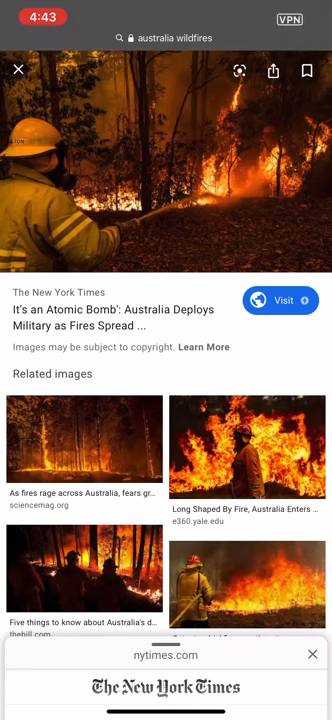 4:43
VPN
australia wildfires
The New York Times
It's an Atomic Bomb': Australia Deploys
Military as Fires Spread ...
Visit
Images may be subject to copyright. Learn More
Related images
As fires rage across Australia, fears gr...
sciencemag.org
Long Shaped By Fire, Australia Enters ...
e360.yale.edu
Five things to know about Australia's d...
thehill.com
nytimes.com
The New York Times